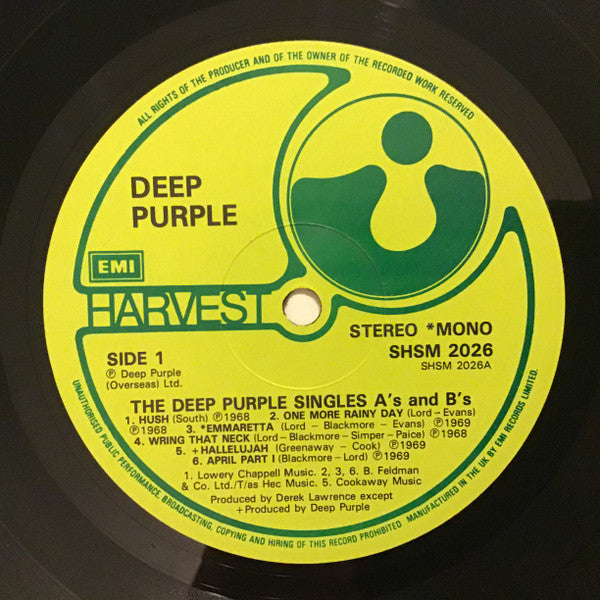 ALL RIGHTS OF THE PRODUCER AND OF THE OWNER OF THE RECORDED WORK RESERVED
DEEP
PURPLE
EMI
HARVEST
STEREO *MONO
SIDE 1
SHSM 2026
SHSM 2026A
℗ Deep Purple
(Overseas) Ltd.
THE DEEP PURPLE SINGLES A's and B's
1. HUSH (South) ℗1968 2. ONE MORE RAINY DAY (Lord-Evans)
℗1968 3. *EMMARETTA (Lord - Blackmore - Evans) ℗1969
4. WRING THAT NECK (Lord-Blackmore-Simper-Paice) ℗1968
5. +HALLELUJAH (Greenaway - Cook) ℗1969
6. APRIL PART I (Blackmore-Lord) ℗1969
1. Lowery Chappell Music. 2, 3, 6. B. Feldman
& Co. Ltd./T/as Hec Music. 5. Cookaway Music
Produced by Derek Lawrence except
+Produced by Deep Purple
UNAUTHORISED PUBLIC PERFORMANCE, BROADCASTING, COPYING AND HIRING OF THIS RECORD PROHIBITED. MANUFACTURED IN THE UK BY EMI RECORDS LIMITED.